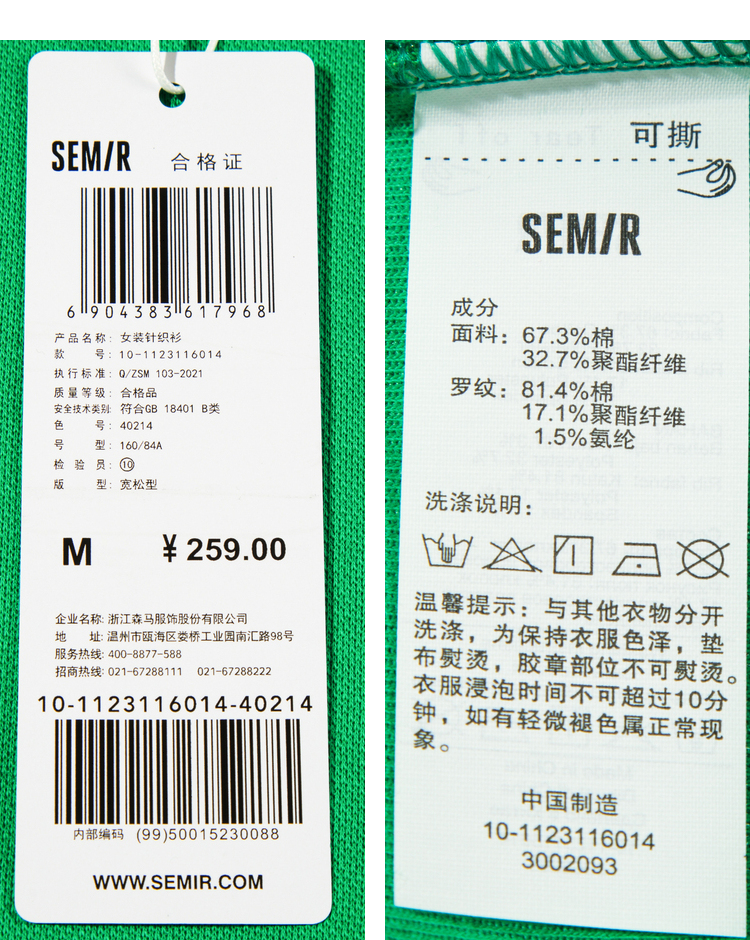 SEMIR 合格证
6 904383 617968
产品名称: 女装针织衫
款 号: 10-1123116014
执行标准: Q/ZSM 103-2021
质量等级: 合格品
安全技术类别: 符合GB 18401 B类
色 号: 40214
号 型: 160/84A
检 验 员: ⑩
版 型: 宽松型
M ¥259.00
企业名称: 浙江森马服饰股份有限公司
地 址: 温州市瓯海区娄桥工业园南汇路98号
服务热线: 400-8877-588
招商热线: 021-67288111 021-67288222
10-1123116014-40214
内部编码 (99)50015230088
WWW.SEMIR.COM
可撕
SEMIR
成分
面料: 67.3%棉
32.7%聚酯纤维
罗纹: 81.4%棉
17.1%聚酯纤维
1.5%氨纶
洗涤说明:
温馨提示: 与其他衣物分开
洗涤, 为保持衣服色泽, 垫
布熨烫, 胶章部位不可熨烫。
衣服浸泡时间不可超过10分
钟, 如有轻微褪色属正常现
象。
中国制造
10-1123116014
3002093